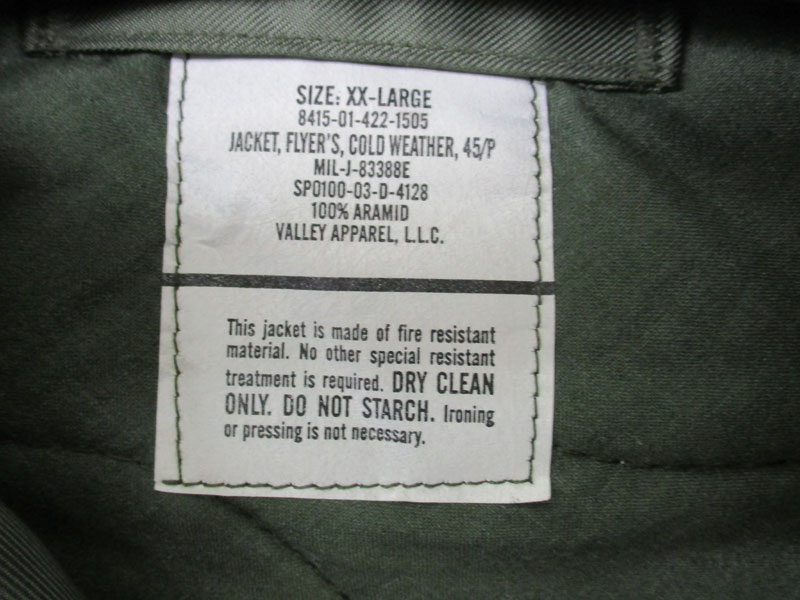 SIZE: XX-LARGE
8415-01-422-1505
JACKET, FLYER'S, COLD WEATHER, 45/P
MIL-J-83388E
SP0100-03-D-4128
100% ARAMID
VALLEY APPAREL, L.L.C.
This jacket is made of fire resistant
material. No other special resistant
treatment is required. DRY CLEAN
ONLY. DO NOT STARCH. Ironing
or pressing is not necessary.